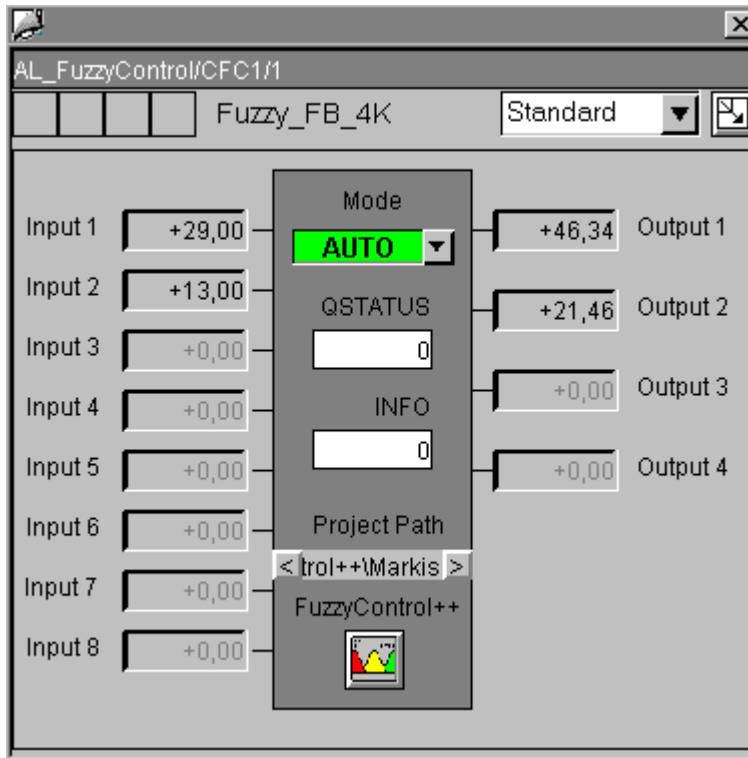 AL_FuzzyControl/CFC1/1
Fuzzy_FB_4K
Standard
Mode
AUTO
QSTATUS
0
INFO
0
Project Path
< trol++\Markis >
FuzzyControl++
Input 1 +29,00
Input 2 +13,00
Input 3 +0,00
Input 4 +0,00
Input 5 +0,00
Input 6 +0,00
Input 7 +0,00
Input 8 +0,00
+46,34 Output 1
+21,46 Output 2
+0,00 Output 3
+0,00 Output 4